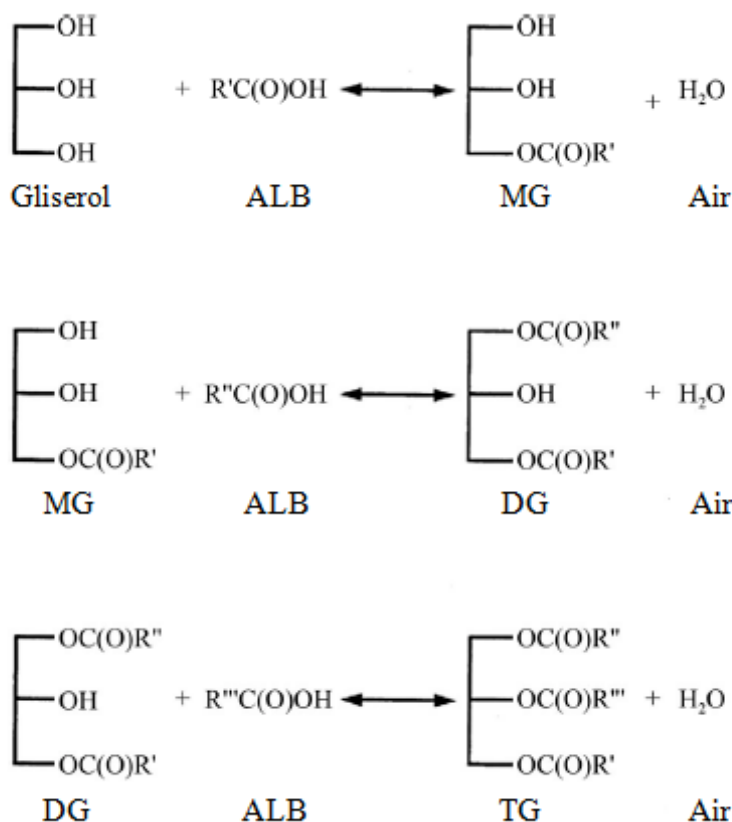 OH OH
OH + R'C(O)OH OH + H₂O
OH OC(O)R'
Gliserol ALB MG Air
OH OC(O)R"
OH + R"C(O)OH OH + H₂O
OC(O)R' OC(O)R'
MG ALB DG Air
OC(O)R" OC(O)R"
OH + R"'C(O)OH OC(O)R"' + H₂O
OC(O)R' OC(O)R'
DG ALB TG Air